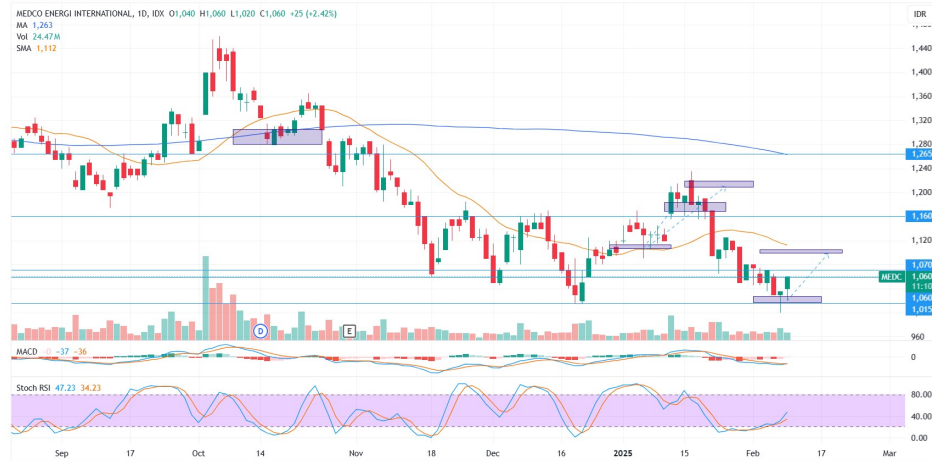 MEDCO ENERGI INTERNATIONAL, 1D, IDX O1,040 H1,060 L1,020 C1,060 +25 (+2.42%)
IDR
MA 1,263
Vol 24.47M
SMA 1,112
1,440
1,400
1,360
1,320
1,280
1,265
1,240
1,200
1,160
1,120
1,070
MEDC 1,060
11:10
1,060
1,015
D
E
960
MACD 0 -37 -36
0
Stoch RSI 47.23 34.23
80.00
40.00
0.00
Sep 17 Oct 14 Nov 18 Dec 16 2025 15 Feb 17 Mar